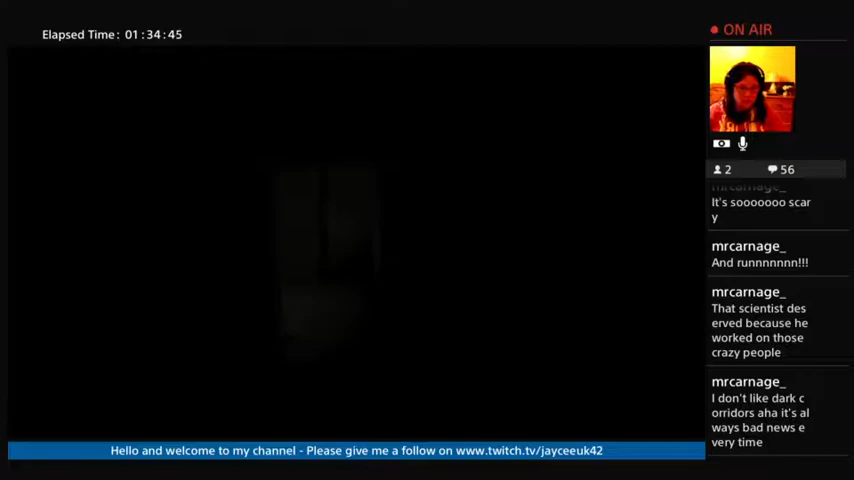 Elapsed Time: 01:34:45
ON AIR
2 56
mrcarnage_
It's sooooooo scar
y
mrcarnage_
And runnnnnnn!!!
mrcarnage_
That scientist des
erved because he
worked on those
crazy people
mrcarnage_
I don't like dark c
orridors aha it's al
ways bad news e
very time
Hello and welcome to my channel - Please give me a follow on www.twitch.tv/jayceeuk42